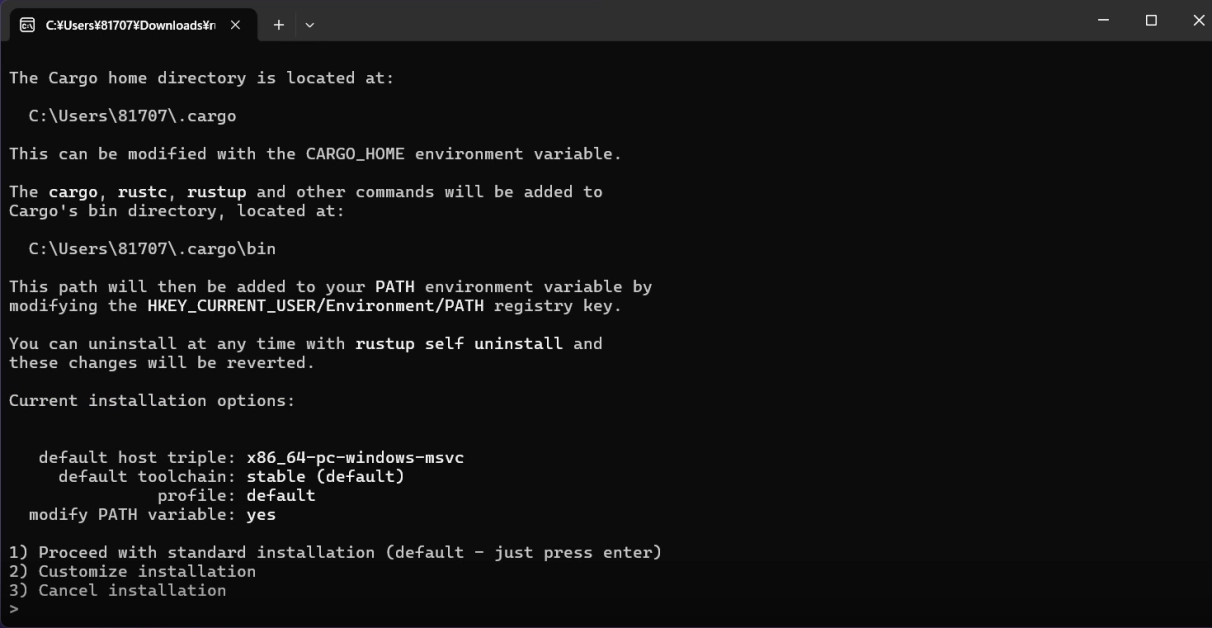 C:¥Users¥81707¥Downloads¥r
The Cargo home directory is located at:
C:\Users\81707\.cargo
This can be modified with the CARGO_HOME environment variable.
The cargo, rustc, rustup and other commands will be added to
Cargo's bin directory, located at:
C:\Users\81707\.cargo\bin
This path will then be added to your PATH environment variable by
modifying the HKEY_CURRENT_USER/Environment/PATH registry key.
You can uninstall at any time with rustup self uninstall and
these changes will be reverted.
Current installation options:
default host triple: x86_64-pc-windows-msvc
default toolchain: stable (default)
profile: default
modify PATH variable: yes
1) Proceed with standard installation (default - just press enter)
2) Customize installation
3) Cancel installation
>